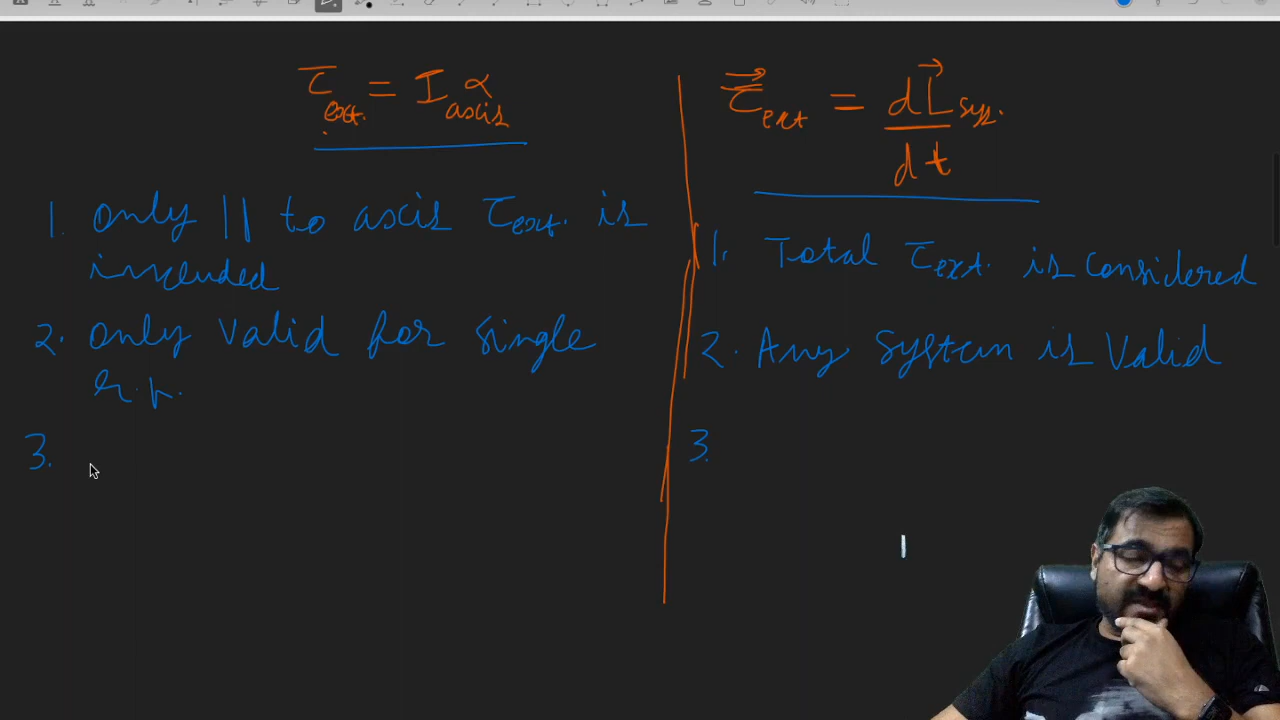 τext. = I axis α
1. Only || to axis τext. is
included
2. Only valid for single
r.b.
3.
τ⃗ext = dL⃗sys. / dt
1. Total τext. is Considered
2. Any system is Valid
3.